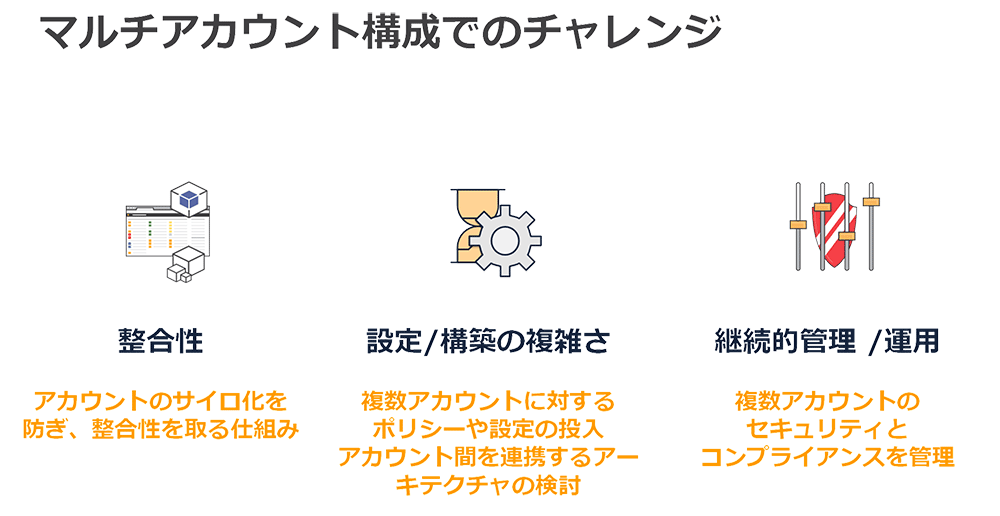 マルチアカウント構成でのチャレンジ
整合性
アカウントのサイロ化を
防ぎ、整合性を取る仕組み
設定/構築の複雑さ
複数アカウントに対する
ポリシーや設定の投入
アカウント間を連携するアー
キテクチャの検討
継続的管理 /運用
複数アカウントの
セキュリティと
コンプライアンスを管理